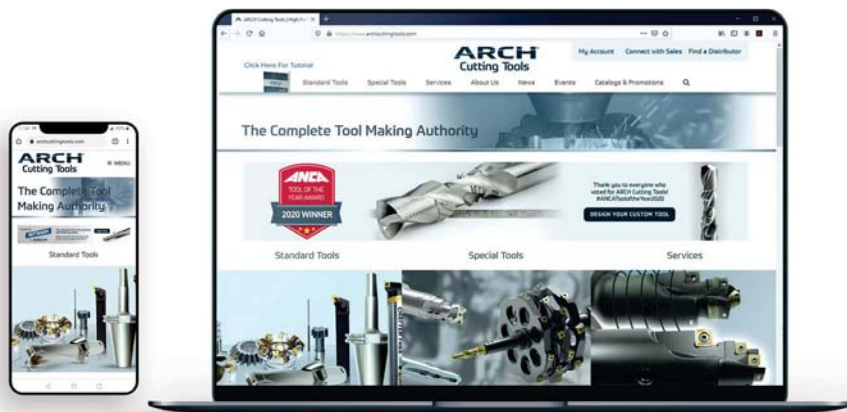 ARCH Cutting Tools | High Per
https://www.archcuttingtools.com
ARCH
Cutting Tools
My Account Connect with Sales Find a Distributor
Click Here For Tutorial
Standard Tools Special Tools Services About Us News Events Catalogs & Promotions
The Complete Tool Making Authority
ANCA
TOOL OF THE
YEAR AWARD
2020 WINNER
Thank you to everyone who
voted for ARCH Cutting Tools!
#ANCATooloftheYear2020
DESIGN YOUR CUSTOM TOOL
Standard Tools Special Tools Services
archcuttingtools.com
ARCH
Cutting Tools
MENU
The Complete Tool
Making Authority
Standard Tools